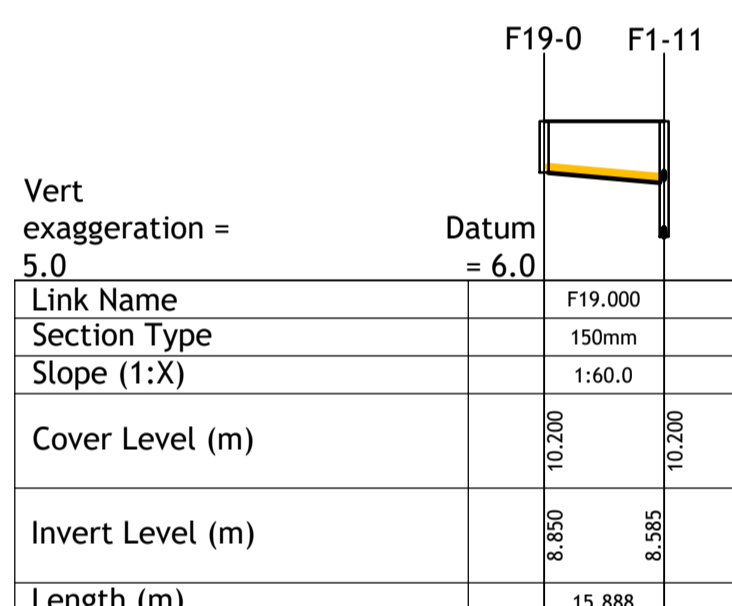 F19-0 F1-11
Vert
exaggeration =
5.0
Datum
= 6.0
Link Name F19.000
Section Type 150mm
Slope (1:X) 1:60.0
Cover Level (m) 10.200 10.200
Invert Level (m) 8.850 8.585
Length (m) 15.888